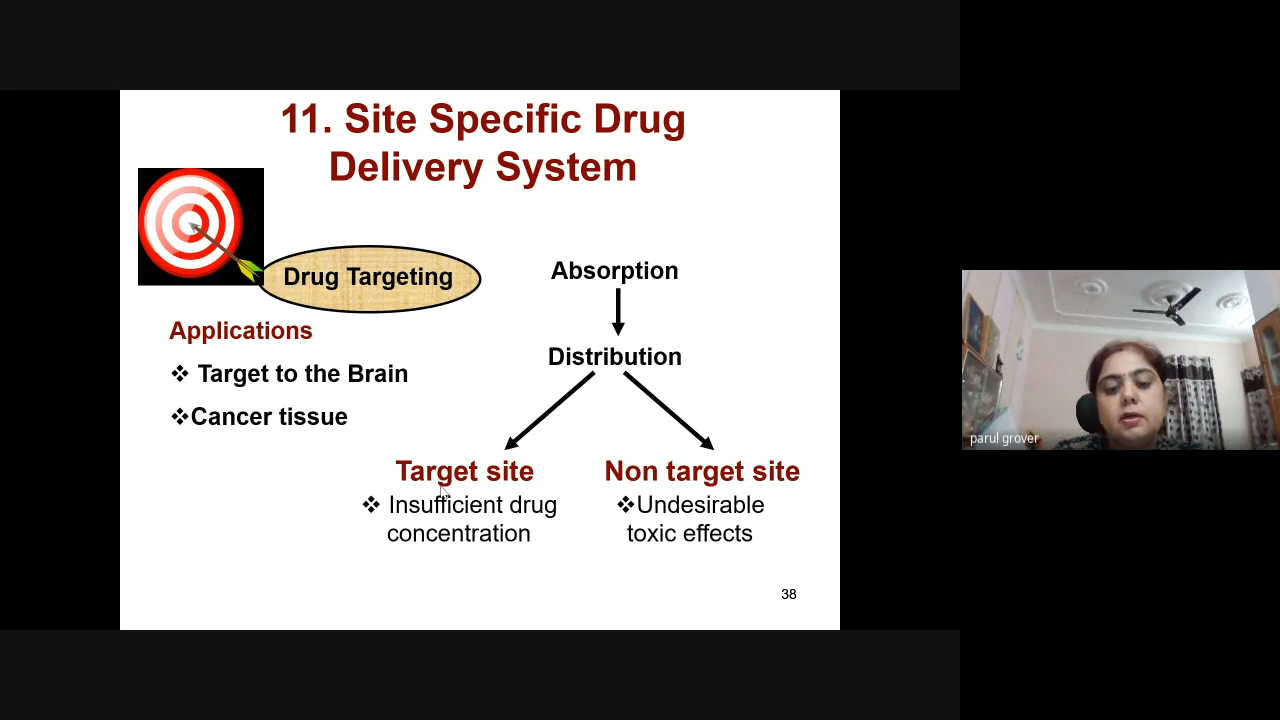 11. Site Specific Drug
Delivery System
Drug Targeting
Applications
❖ Target to the Brain
❖Cancer tissue
Absorption
Distribution
Target site
❖ Insufficient drug
concentration
Non target site
❖Undesirable
toxic effects
38
parul grover